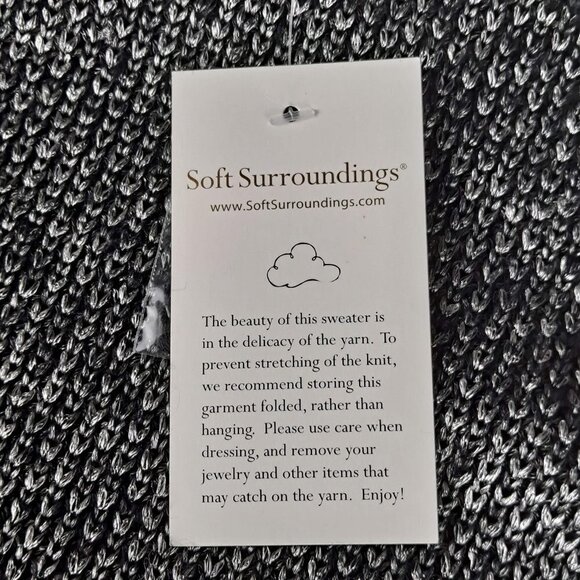 Soft Surroundings®
www.SoftSurroundings.com
The beauty of this sweater is
in the delicacy of the yarn. To
prevent stretching of the knit,
we recommend storing this
garment folded, rather than
hanging. Please use care when
dressing, and remove your
jewelry and other items that
may catch on the yarn. Enjoy!